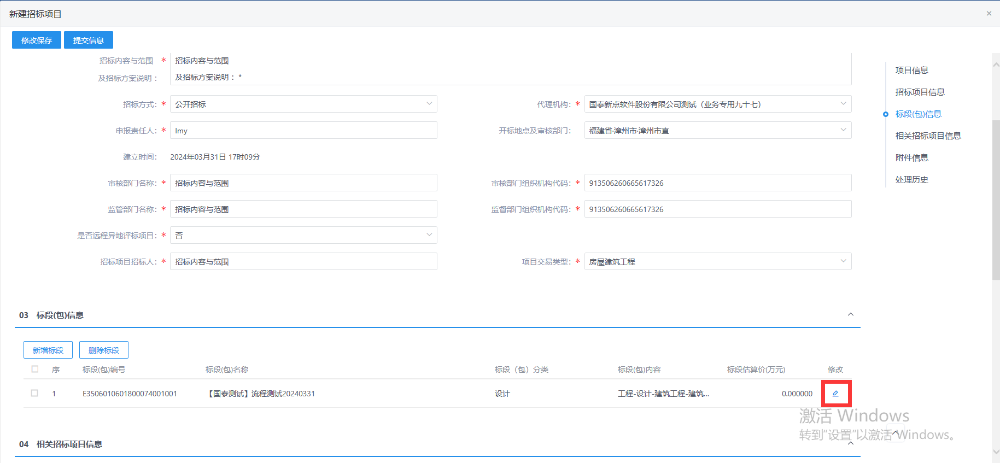 新建招标项目
×
修改保存 提交信息
招标内容与范围 * 招标内容与范围
及招标方案说明： 及招标方案说明：*
招标方式：* 公开招标 代理机构：* 国泰新点软件股份有限公司测试（业务专用九十七）
申报责任人：* lmy 开标地点及审核部门： 福建省·漳州市·漳州市直
建立时间： 2024年03月31日 17时09分
审核部门名称：* 招标内容与范围 审核部门组织机构代码：* 913506260665617326
监管部门名称：* 招标内容与范围 监督部门组织机构代码：* 913506260665617326
是否远程异地评标项目：* 否
招标项目招标人：* 招标内容与范围 项目交易类型：* 房屋建筑工程
项目信息
招标项目信息
标段(包)信息
相关招标项目信息
附件信息
处理历史
03 标段(包)信息
新增标段 删除标段
序 标段(包)编号 标段(包)名称 标段（包）分类 标段(包)内容 标段估算价(万元) 修改
1 E3506010601800074001001 【国泰测试】流程测试20240331 设计 工程-设计-建筑工程-建筑... 0.000000
激活 Windows
转到“设置”以激活 Windows。
04 相关招标项目信息